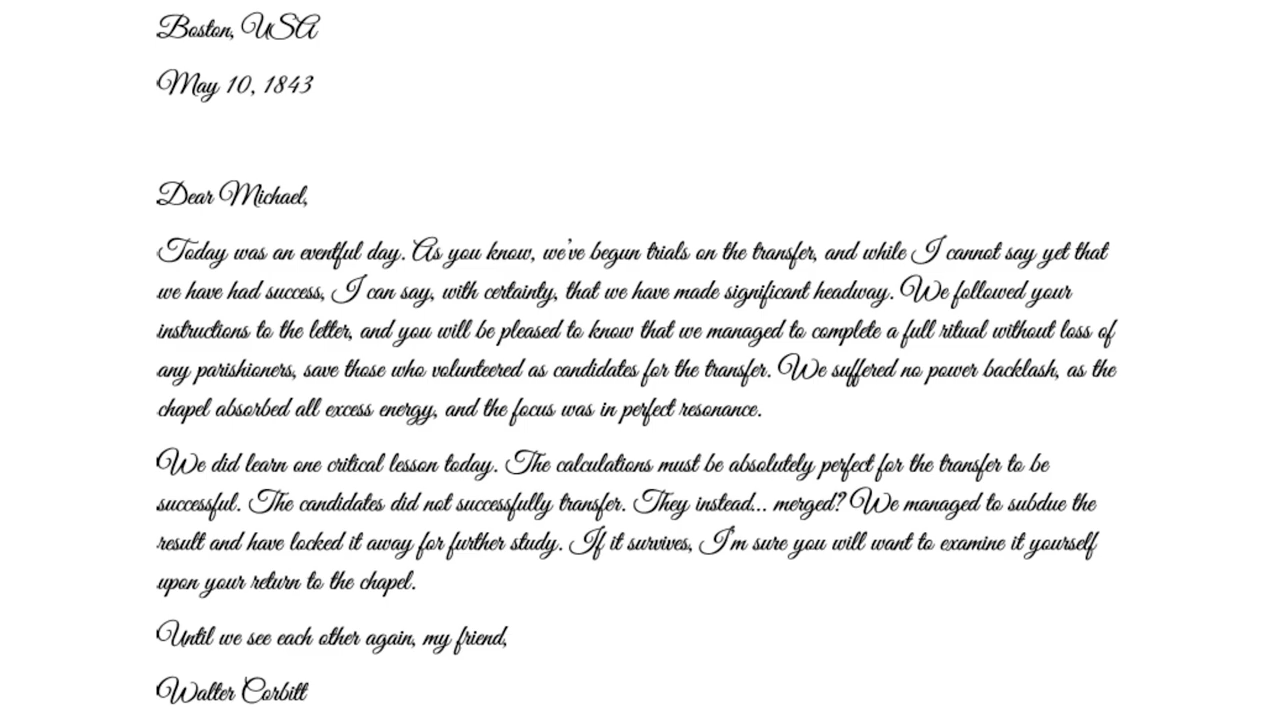 Boston, USA
May 10, 1843
Dear Michael,
Today was an eventful day. As you know, we've begun trials on the transfer, and while I cannot say yet that
we have had success, I can say, with certainty, that we have made significant headway. We followed your
instructions to the letter, and you will be pleased to know that we managed to complete a full ritual without loss of
any parishioners, save those who volunteered as candidates for the transfer. We suffered no power backlash, as the
chapel absorbed all excess energy, and the focus was in perfect resonance.
We did learn one critical lesson today. The calculations must be absolutely perfect for the transfer to be
successful. The candidates did not successfully transfer. They instead... merged? We managed to subdue the
result and have locked it away for further study. If it survives, I'm sure you will want to examine it yourself
upon your return to the chapel.
Until we see each other again, my friend,
Walter Corbitt